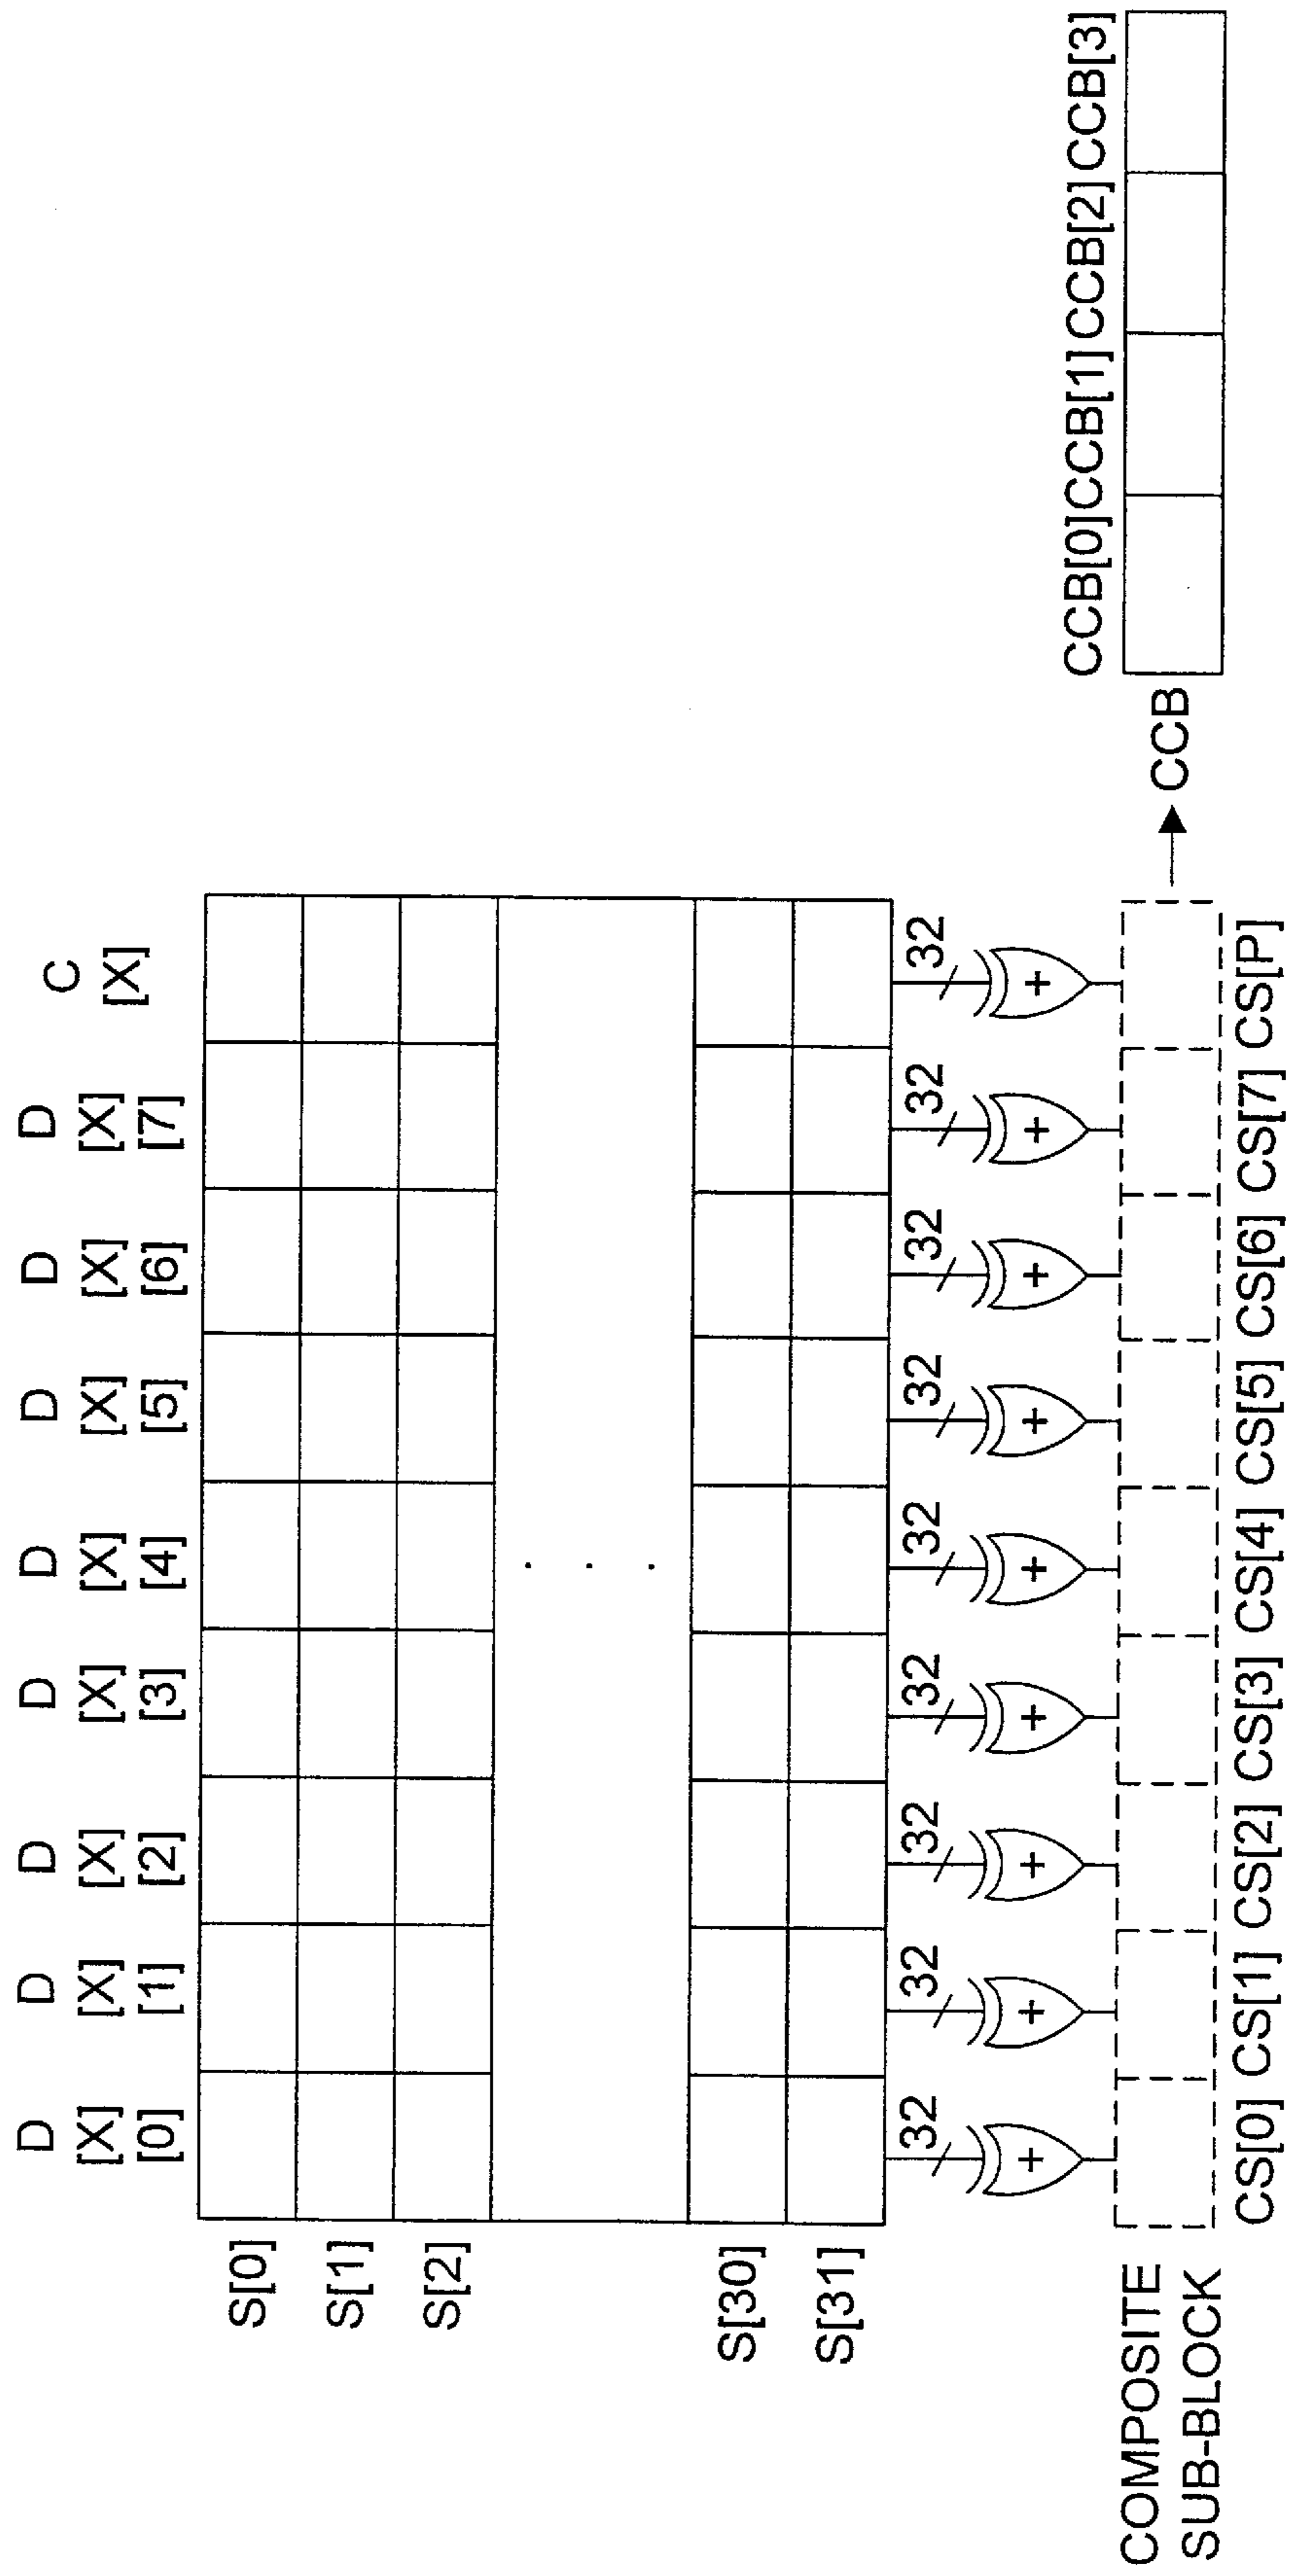 D D D D D D D D C
[X] [X] [X] [X] [X] [X] [X] [X] [X]
[0] [1] [2] [3] [4] [5] [6] [7]
S[0]
S[1]
S[2]
. . .
S[30]
S[31]
32 32 32 32 32 32 32 32 32
+ + + + + + + + +
CCB[0] CCB[1] CCB[2] CCB[3]
COMPOSITE
SUB-BLOCK
CCB
CS[0] CS[1] CS[2] CS[3] CS[4] CS[5] CS[6] CS[7] CS[P]